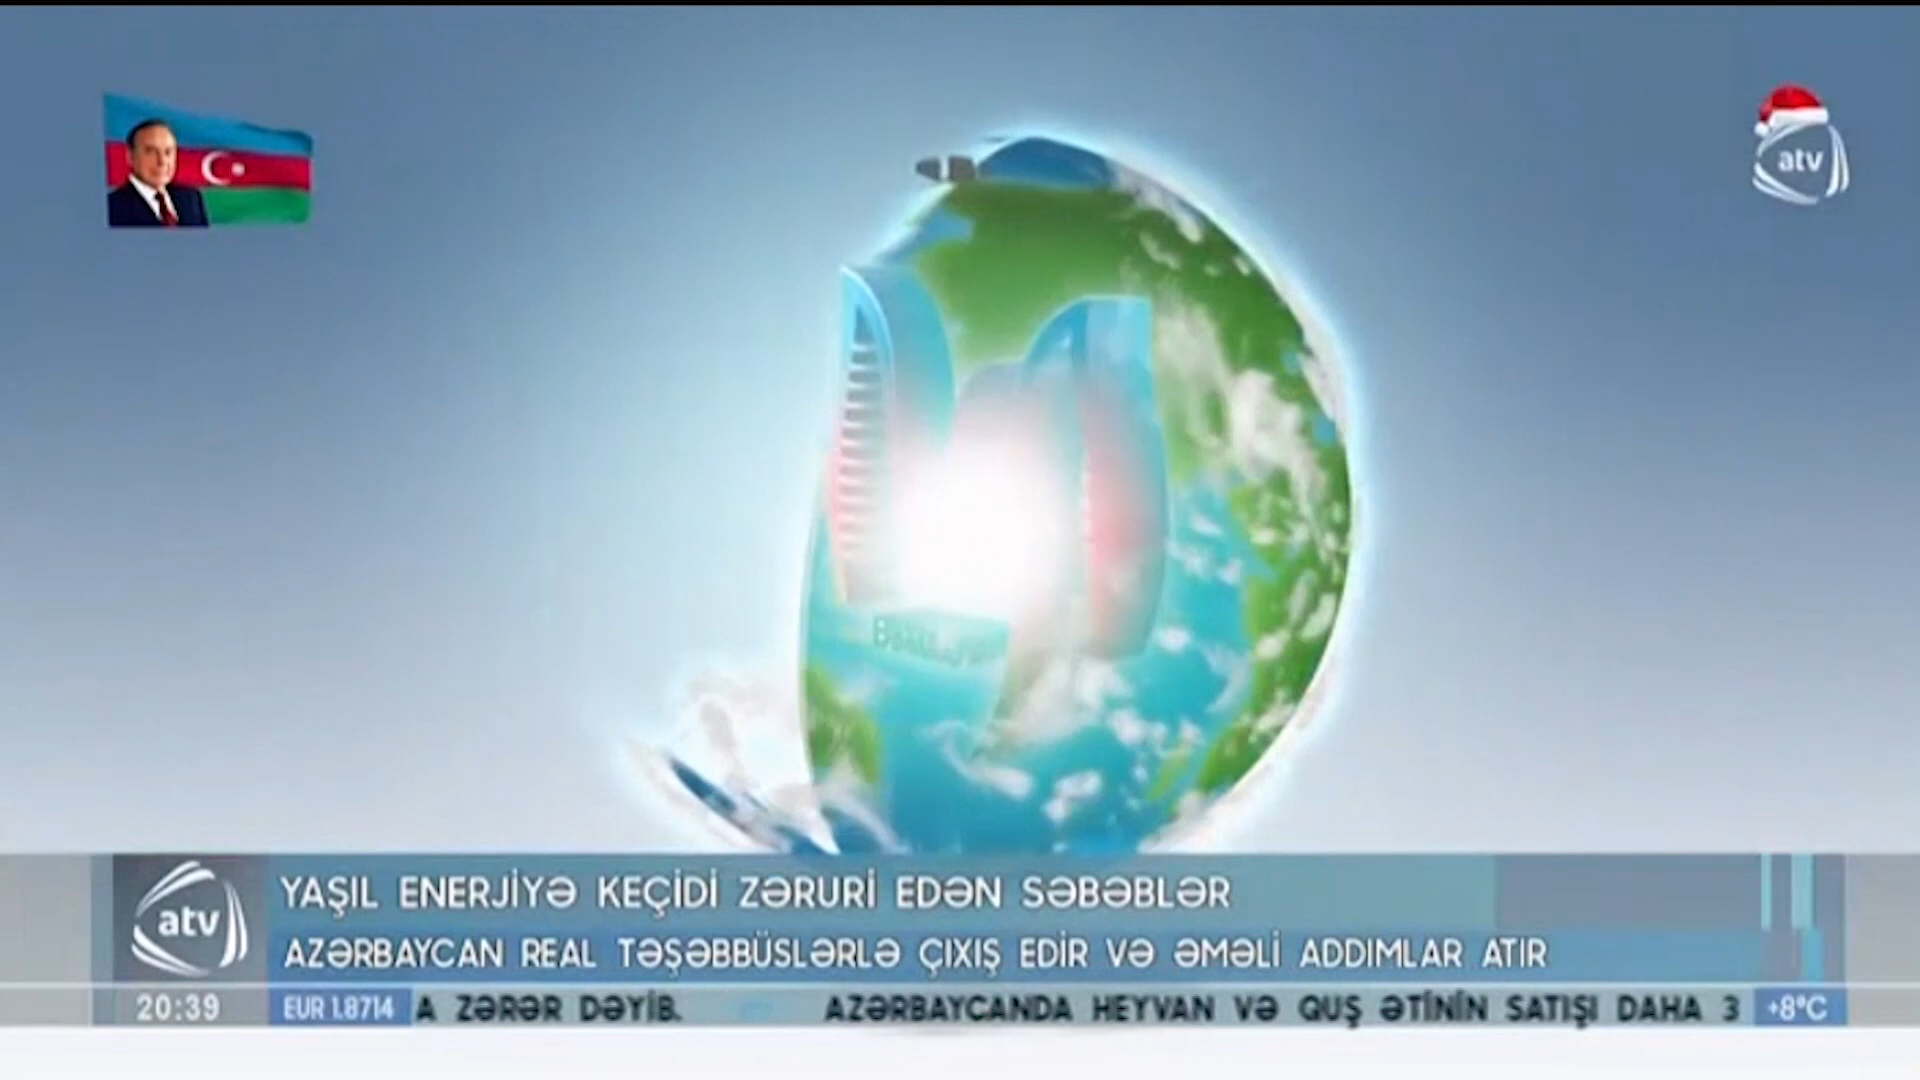 atv
YAŞIL ENERJİYƏ KEÇİDİ ZƏRURİ EDƏN SƏBƏBLƏR
atv
AZƏRBAYCAN REAL TƏŞƏBBÜSLƏRLƏ ÇIXIŞ EDİR VƏ ƏMƏLİ ADDIMLAR ATIR
20:39 EUR 1.8714 A ZƏRƏR DƏYİB. AZƏRBAYCANDA HEYVAN VƏ QUŞ ƏTİNİN SATIŞI DAHA 3 +8°C